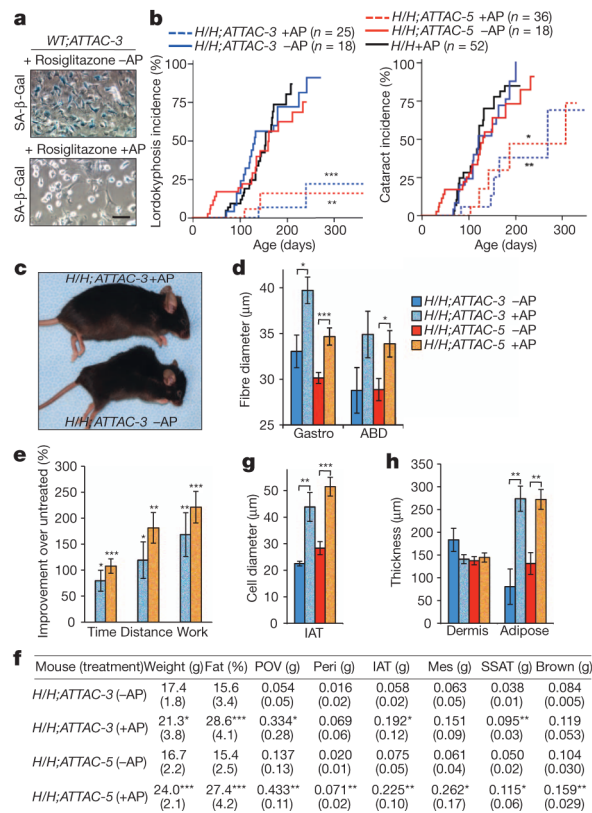 a
WT;ATTAC-3
+ Rosiglitazone –AP
SA-β-Gal
+ Rosiglitazone +AP
SA-β-Gal
b
H/H;ATTAC-3 +AP (n = 25)
H/H;ATTAC-3 –AP (n = 18)
H/H;ATTAC-5 +AP (n = 36)
H/H;ATTAC-5 –AP (n = 18)
H/H+AP (n = 52)
Lordokyphosis incidence (%)
100
75
50
25
0
***
**
0 100 200 300
Age (days)
Cataract incidence (%)
100
75
50
25
0
*
**
0 100 200 300
Age (days)
c
H/H;ATTAC-3 +AP
H/H;ATTAC-3 –AP
d
Fibre diameter (μm)
45
40
35
30
25
* *** *
Gastro ABD
H/H;ATTAC-3 –AP
H/H;ATTAC-3 +AP
H/H;ATTAC-5 –AP
H/H;ATTAC-5 +AP
e
Improvement over untreated (%)
300
250
200
150
100
50
0
* *** * ** ** ***
Time Distance Work
g
Cell diameter (μm)
60
50
40
30
20
10
0
** ***
IAT
h
Thickness (μm)
350
300
250
200
150
100
50
0
** **
Dermis Adipose
f
Mouse (treatment) Weight (g) Fat (%) POV (g) Peri (g) IAT (g) Mes (g) SSAT (g) Brown (g)
H/H;ATTAC-3 (–AP) 17.4 15.6 0.054 0.016 0.058 0.063 0.038 0.084
(1.8) (3.4) (0.05) (0.02) (0.02) (0.05) (0.01) (0.005)
H/H;ATTAC-3 (+AP) 21.3* 28.6*** 0.334* 0.069 0.192* 0.151 0.095** 0.119
(3.8) (4.1) (0.28) (0.06) (0.12) (0.09) (0.03) (0.053)
H/H;ATTAC-5 (–AP) 16.7 15.4 0.137 0.020 0.075 0.061 0.050 0.104
(2.2) (2.5) (0.13) (0.01) (0.05) (0.04) (0.02) (0.030)
H/H;ATTAC-5 (+AP) 24.0*** 27.4*** 0.433** 0.071** 0.225** 0.262* 0.115* 0.159**
(2.1) (4.2) (0.11) (0.02) (0.10) (0.17) (0.06) (0.029)